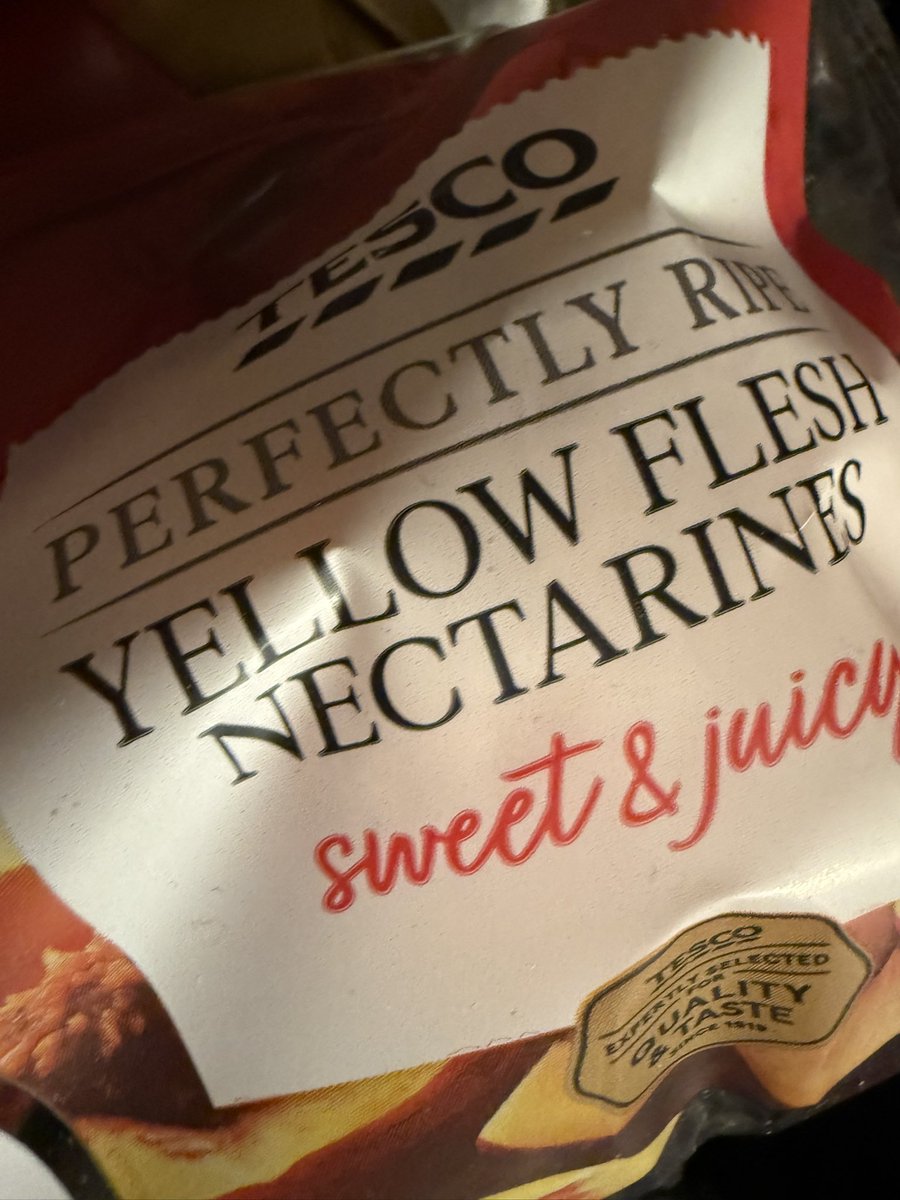 TESCO
PERFECTLY RIPE
YELLOW FLESH
NECTARINES
sweet & juicy
TESCO
EXPERTLY SELECTED
FOR
QUALITY
& TASTE
SINCE 1919